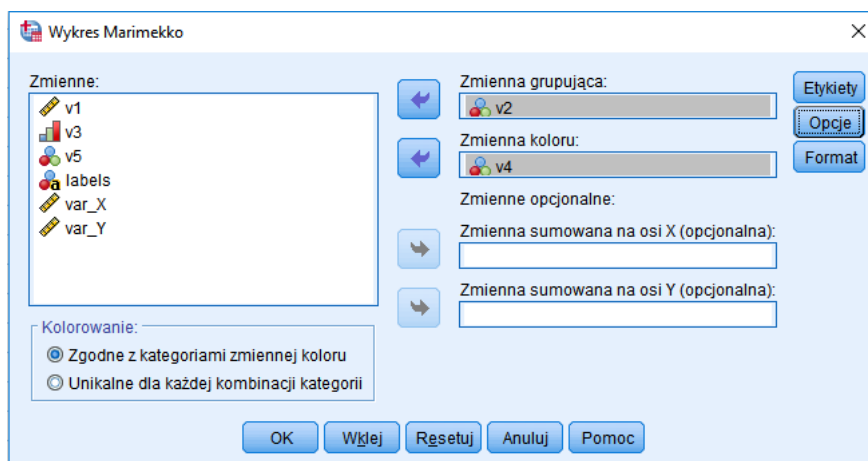 Wykres Marimekko
Zmienne:
v1
v3
v5
labels
var_X
var_Y
Kolorowanie:
Zgodne z kategoriami zmiennej koloru
Unikalne dla każdej kombinacji kategorii
Zmienna grupująca:
v2
Zmienna koloru:
v4
Zmienne opcjonalne:
Zmienna sumowana na osi X (opcjonalna):
Zmienna sumowana na osi Y (opcjonalna):
Etykiety
Opcje
Format
OK
Wklej
Resetuj
Anuluj
Pomoc